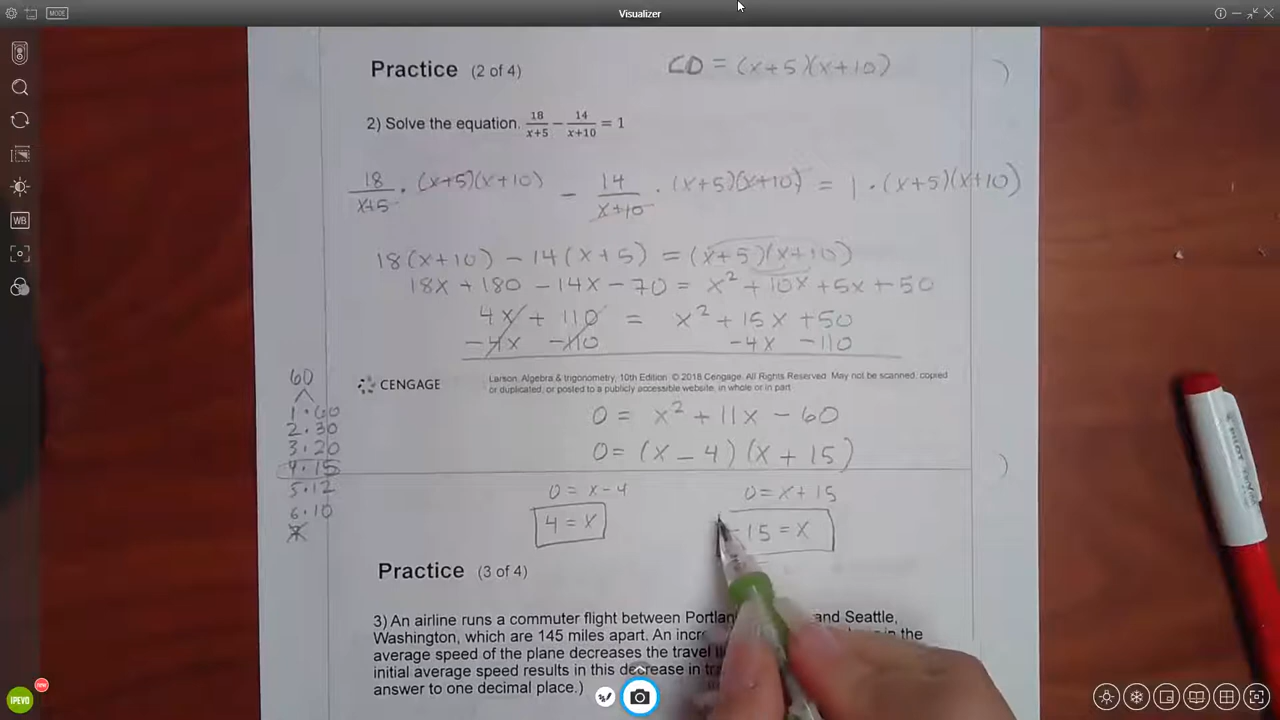 MODE
Visualizer
Practice (2 of 4)
CD = (x+5)(x+10)
2) Solve the equation. 18/x+5 − 14/x+10 = 1
18/x+5 · (x+5)(x+10) − 14/x+10 · (x+5)(x+10) = 1 · (x+5)(x+10)
18(x+10) − 14(x+5) = (x+5)(x+10)
18x + 180 − 14x − 70 = x² + 10x + 5x + 50
4x + 110 = x² + 15x + 50
−4x −110 −4x −110
CENGAGE
Larson, Algebra & trigonometry, 10th Edition. © 2018 Cengage. All Rights Reserved. May not be scanned, copied
or duplicated, or posted to a publicly accessible website, in whole or in part
60
1·60
2·30
3·20
4·15
5·12
6·10
0 = x² + 11x − 60
0 = (x − 4)(x + 15)
0 = x − 4 0 = x + 15
4 = x −15 = x
Practice (3 of 4)
3) An airline runs a commuter flight between and Seattle,
Washington, which are 145 miles apart. An in the
average speed of the plane decreases the travel
initial average speed results in this decrease in
answer to one decimal place.)
IPEVO
new
WB
PILOT